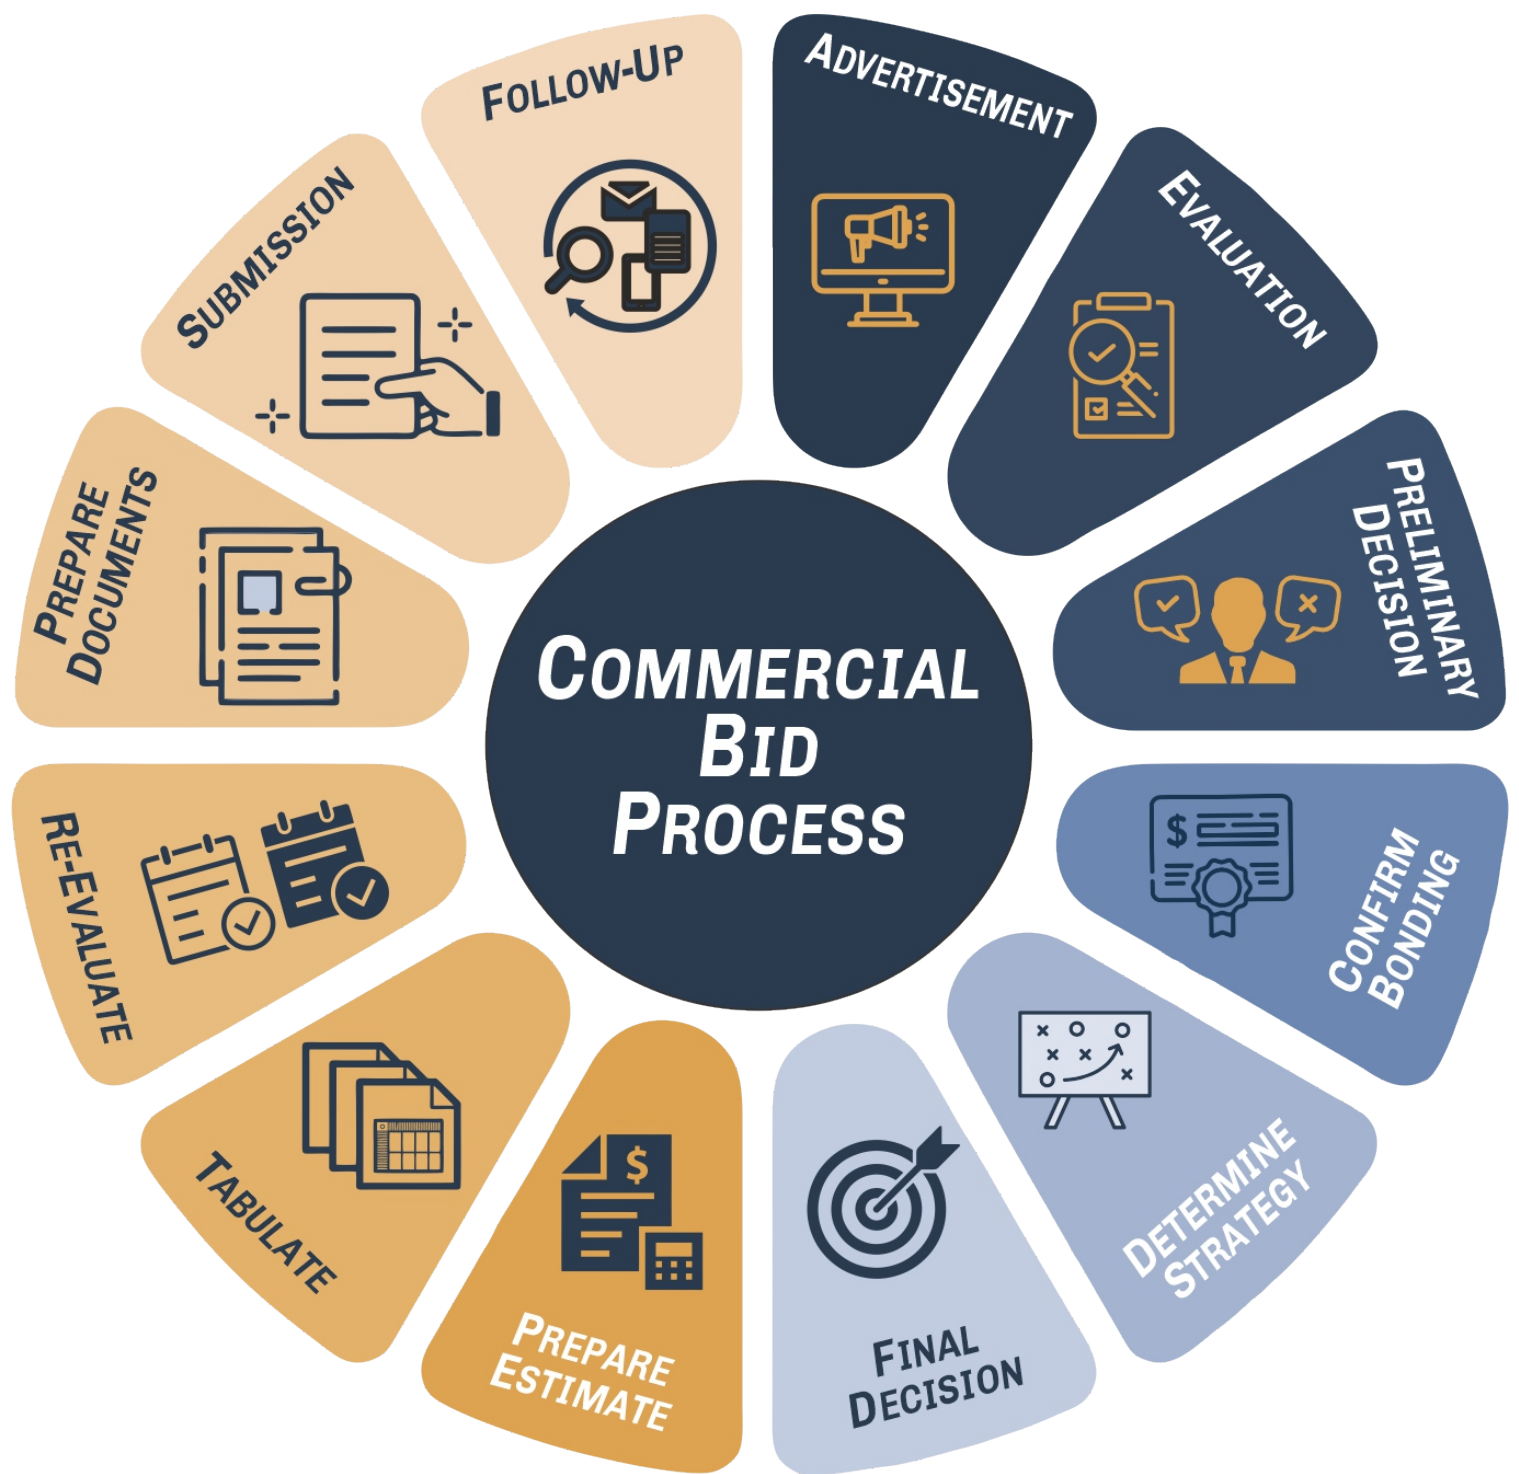 COMMERCIAL
BID
PROCESS
ADVERTISEMENT
EVALUATION
PRELIMINARY
DECISION
$
CONFIRM
BONDING
DETERMINE
STRATEGY
FINAL
DECISION
$
PREPARE
ESTIMATE
TABULATE
RE-EVALUATE
PREPARE
DOCUMENTS
SUBMISSION
FOLLOW-UP